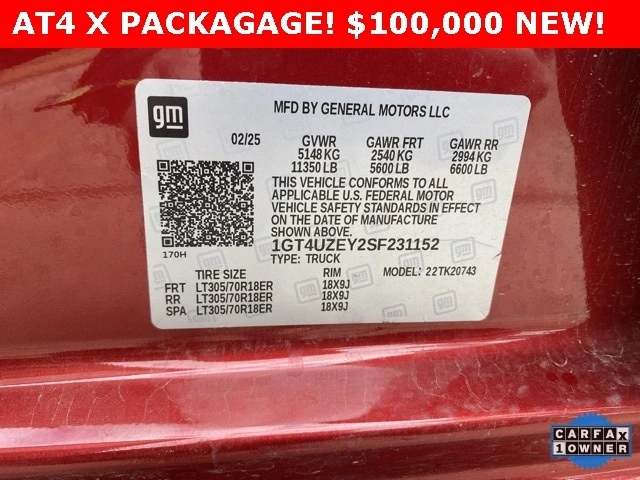 AT4 X PACKAGAGE! $100,000 NEW!
gm
MFD BY GENERAL MOTORS LLC
02/25 GVWR GAWR FRT GAWR RR
5148 KG 2540 KG 2994 KG
11350 LB 5600 LB 6600 LB
THIS VEHICLE CONFORMS TO ALL
APPLICABLE U.S. FEDERAL MOTOR
VEHICLE SAFETY STANDARDS IN EFFECT
ON THE DATE OF MANUFACTURE
SHOWN ABOVE.
1GT4UZEY2SF231152
170H
TYPE: TRUCK MODEL: 22TK20743
TIRE SIZE RIM
FRT LT305/70R18ER 18X9J
RR LT305/70R18ER 18X9J
SPA LT305/70R18ER 18X9J
CARFAX
1 OWNER